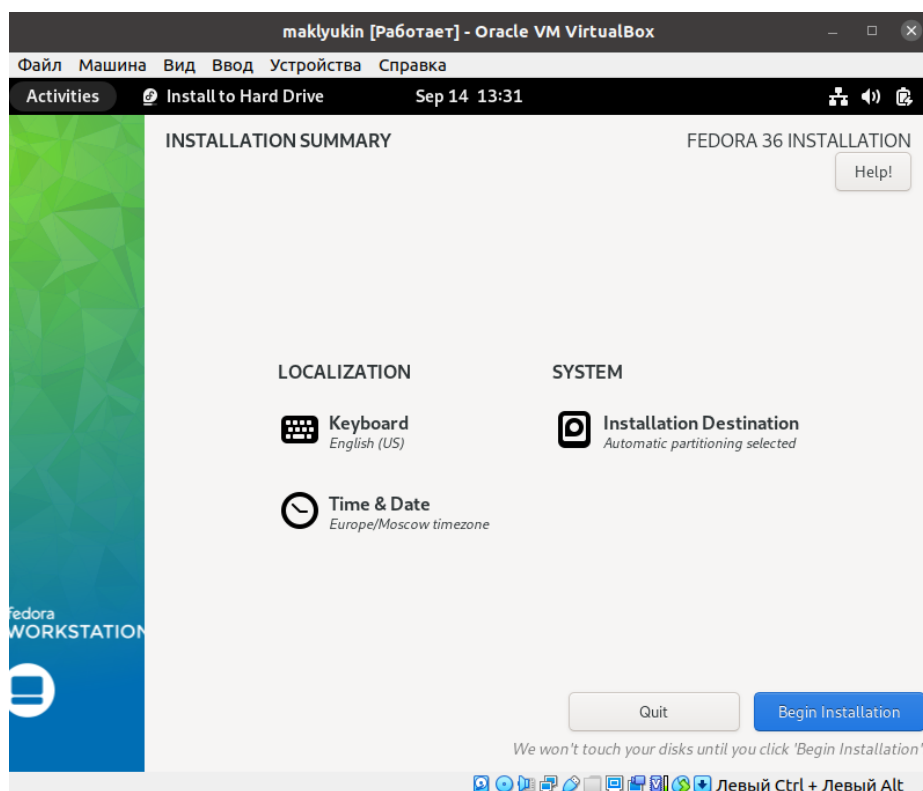 maklyukin [Работает] - Oracle VM VirtualBox
Файл Машина Вид Ввод Устройства Справка
Activities Install to Hard Drive Sep 14 13:31
INSTALLATION SUMMARY
FEDORA 36 INSTALLATION
Help!
LOCALIZATION
Keyboard
English (US)
Time & Date
Europe/Moscow timezone
SYSTEM
Installation Destination
Automatic partitioning selected
fedora
WORKSTATION
Quit
Begin Installation
We won't touch your disks until you click 'Begin Installation'
Левый Ctrl + Левый Alt